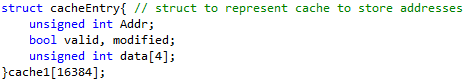 struct cacheEntry{ // struct to represent cache to store addresses
    unsigned int Addr;
    bool valid, modified;
    unsigned int data[4];
}cache1[16384];